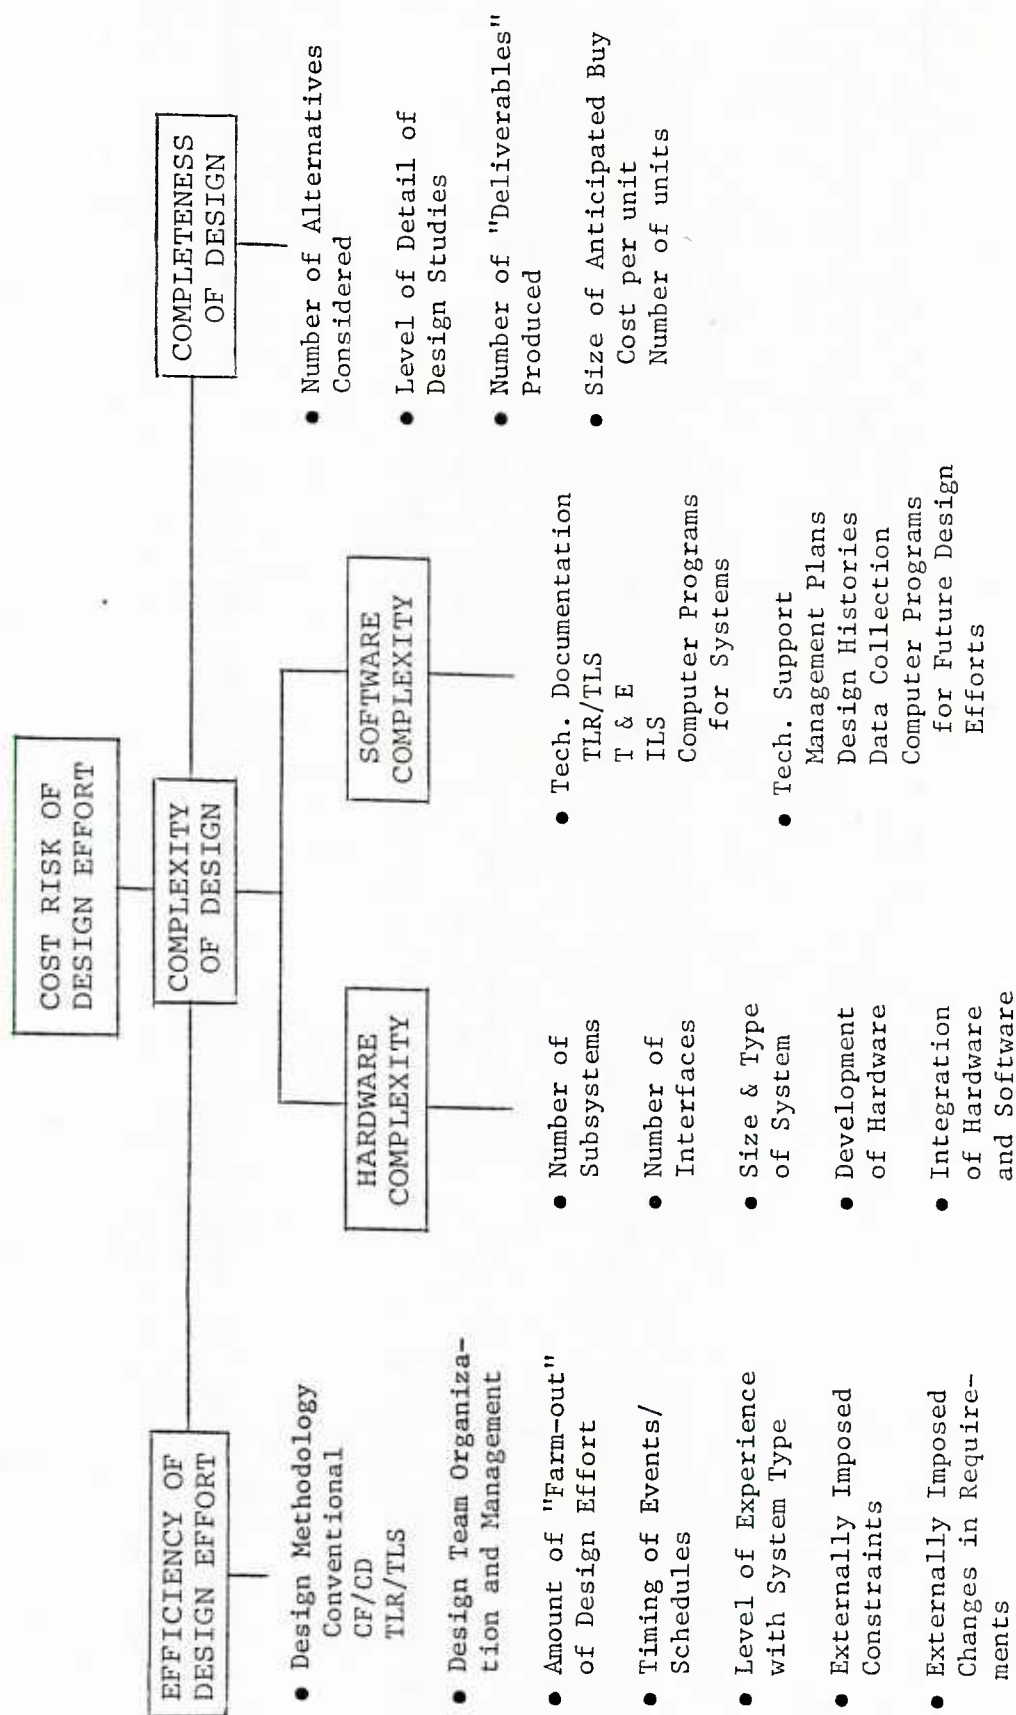 COST RISK OF
DESIGN EFFORT
EFFICIENCY OF
DESIGN EFFORT
COMPLEXITY
OF DESIGN
COMPLETENESS
OF DESIGN
● Design Methodology
Conventional
CF/CD
TLR/TLS
● Design Team Organiza-
tion and Management
● Amount of "Farm-out"
of Design Effort
● Timing of Events/
Schedules
● Level of Experience
with System Type
● Externally Imposed
Constraints
● Externally Imposed
Changes in Require-
ments
HARDWARE
COMPLEXITY
● Number of
Subsystems
● Number of
Interfaces
● Size & Type
of System
● Development
of Hardware
● Integration
of Hardware
and Software
SOFTWARE
COMPLEXITY
● Tech. Documentation
TLR/TLS
T & E
ILS
Computer Programs
for Systems
● Tech. Support
Management Plans
Design Histories
Data Collection
Computer Programs
for Future Design
Efforts
● Number of Alternatives
Considered
● Level of Detail of
Design Studies
● Number of "Deliverables"
Produced
● Size of Anticipated Buy
Cost per unit
Number of units